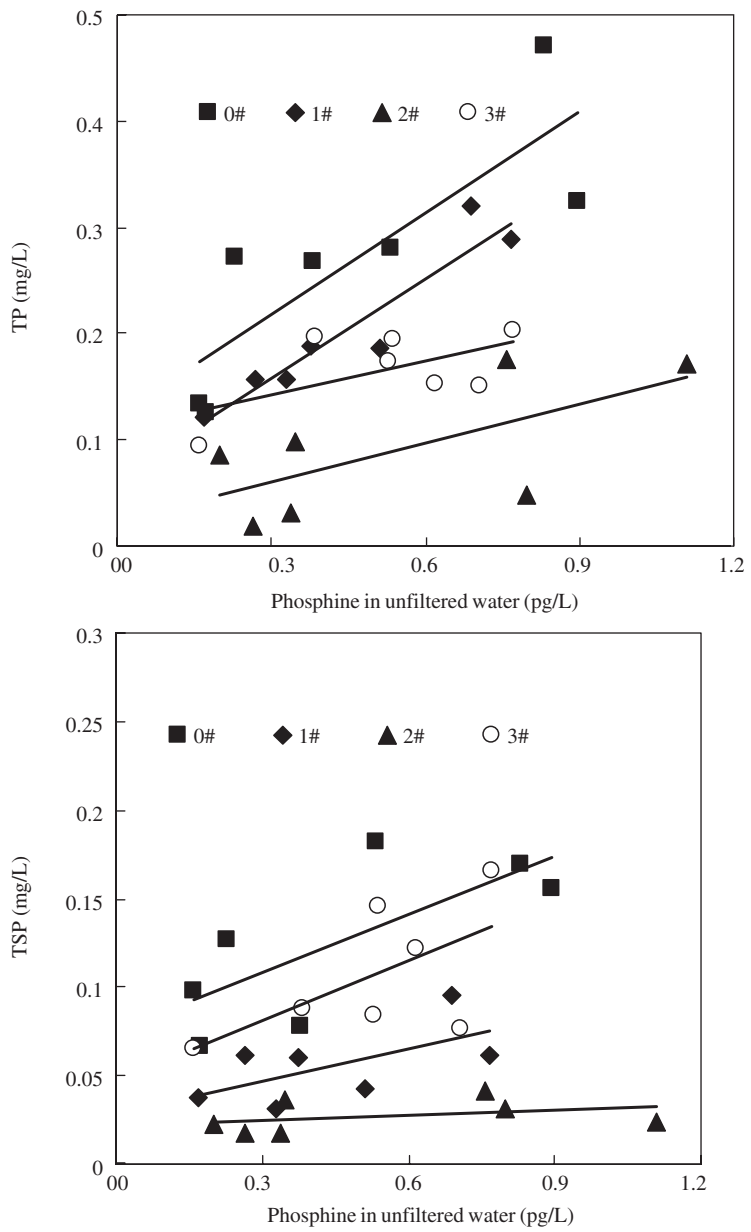 0.5
0.4
0# 1# 2# 3#
0.3
TP (mg/L)
0.2
0.1
0
00 0.3 0.6 0.9 1.2
Phosphine in unfiltered water (pg/L)
0.3
0.25
0# 1# 2# 3#
0.2
0.15
TSP (mg/L)
0.1
0.05
0
00 0.3 0.6 0.9 1.2
Phosphine in unfiltered water (pg/L)